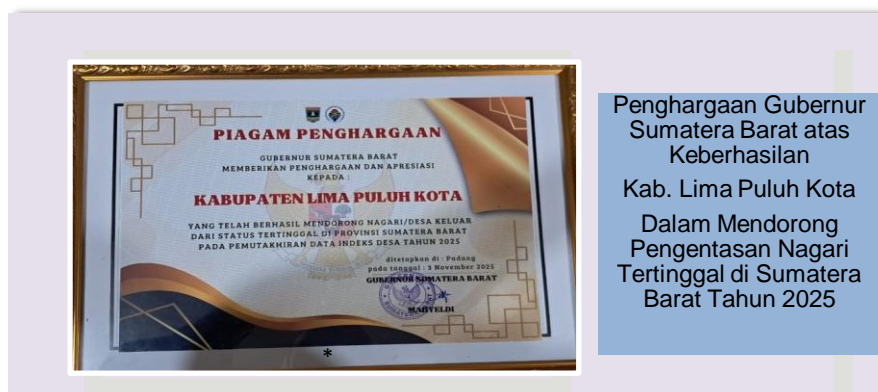 PIAGAM PENGHARGAAN
GUBERNUR SUMATERA BARAT
MEMBERIKAN PENGHARGAAN DAN APRESIASI
KEPADA :
KABUPATEN LIMA PULUH KOTA
YANG TELAH BERHASIL MENDORONG NAGARI/DESA KELUAR
DARI STATUS TERTINGGAL DI PROVINSI SUMATERA BARAT
PADA PEMUTAKHIRAN DATA INDEKS DESA TAHUN 2025
ditetapkan di : Padang
pada tanggal : 3 November 2025
GUBERNUR SUMATERA BARAT
MAHYELDI
*
Penghargaan Gubernur
Sumatera Barat atas
Keberhasilan
Kab. Lima Puluh Kota
Dalam Mendorong
Pengentasan Nagari
Tertinggal di Sumatera
Barat Tahun 2025